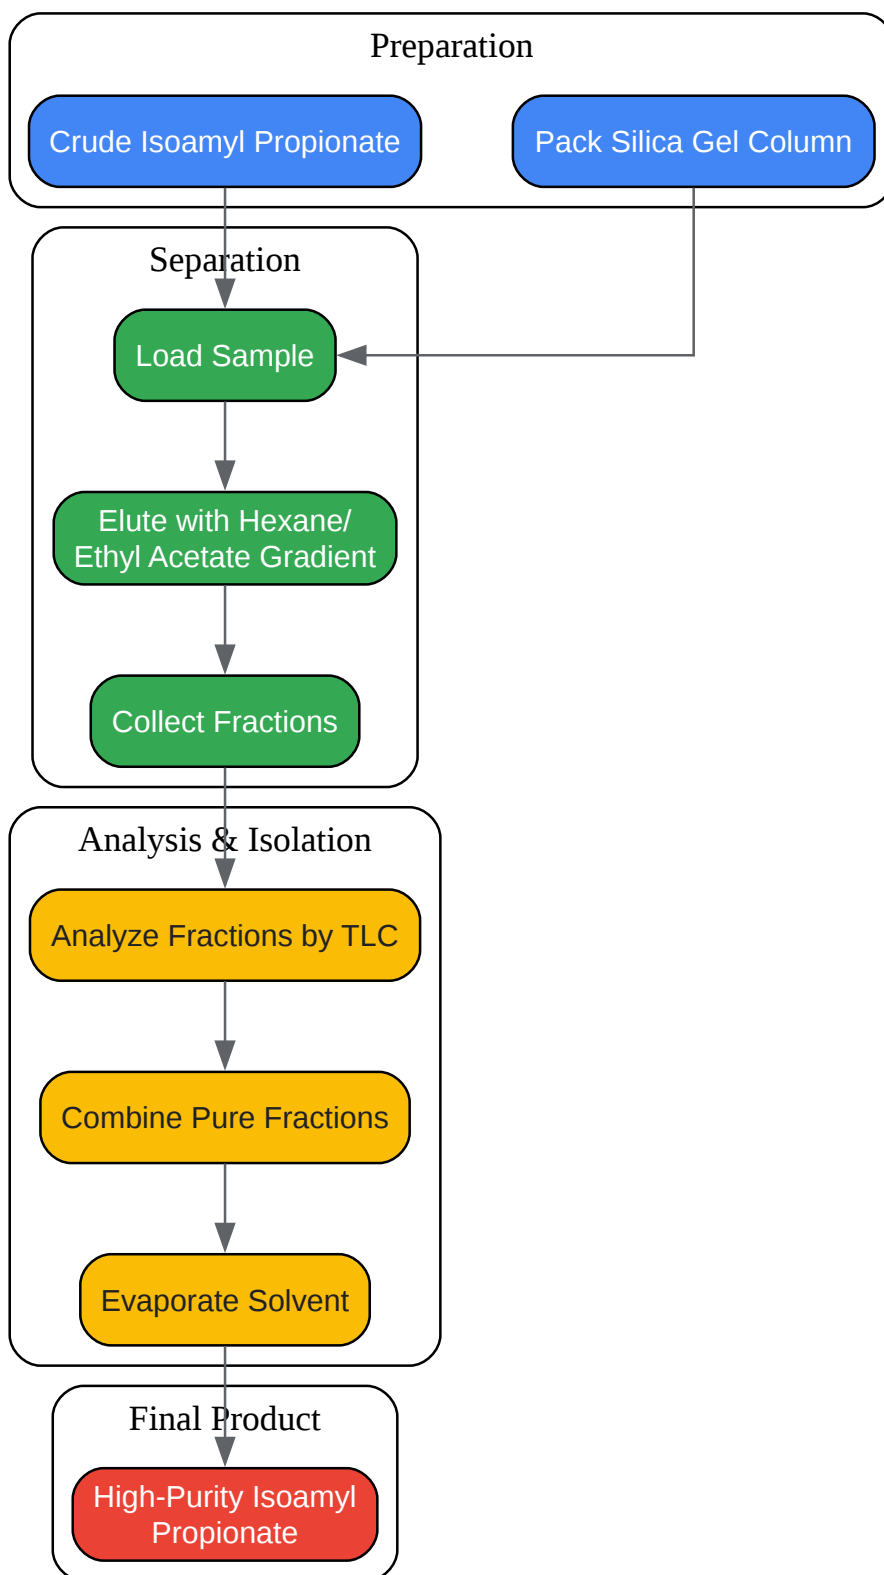 Preparation
Crude Isoamyl Propionate
Pack Silica Gel Column
Separation
Load Sample
Elute with Hexane/
Ethyl Acetate Gradient
Collect Fractions
Analysis & Isolation
Analyze Fractions by TLC
Combine Pure Fractions
Evaporate Solvent
Final Product
High-Purity Isoamyl
Propionate